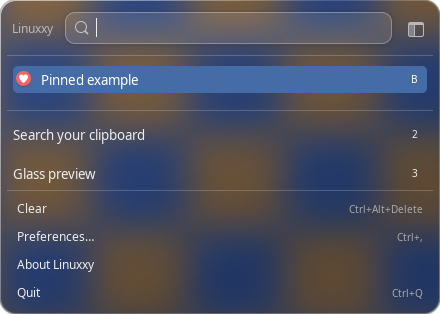 Linuxxy
Pinned example B
Search your clipboard 2
Glass preview 3
Clear Ctrl+Alt+Delete
Preferences... Ctrl+,
About Linuxxy
Quit Ctrl+Q